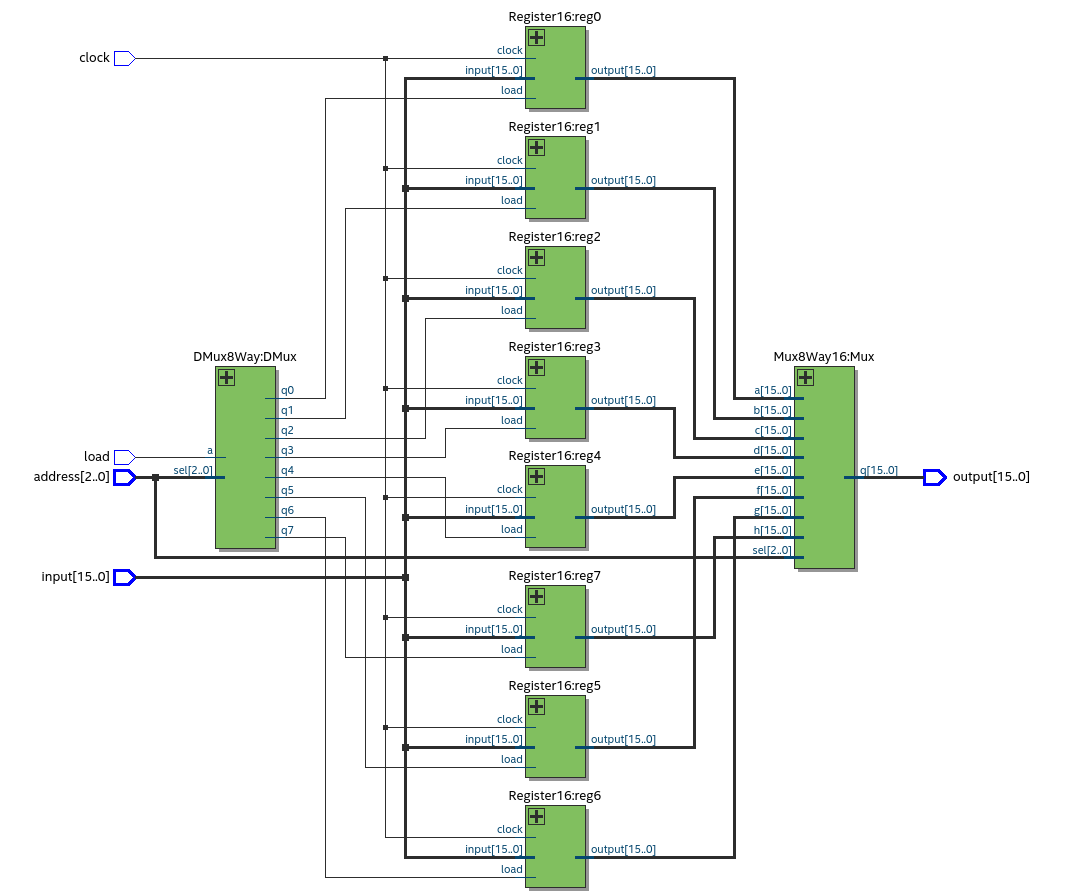 Register16:reg0
clock
clock
input[15..0]
output[15..0]
load
Register16:reg1
clock
input[15..0]
output[15..0]
load
Register16:reg2
clock
input[15..0]
output[15..0]
load
Register16:reg3
clock
input[15..0]
output[15..0]
load
DMux8Way:DMux
q0
q1
q2
q3
q4
q5
q6
q7
load
a
address[2..0]
sel[2..0]
input[15..0]
Register16:reg4
clock
input[15..0]
output[15..0]
load
Mux8Way16:Mux
a[15..0]
b[15..0]
c[15..0]
d[15..0]
e[15..0]
f[15..0]
g[15..0]
h[15..0]
sel[2..0]
q[15..0]
output[15..0]
Register16:reg7
clock
input[15..0]
output[15..0]
load
Register16:reg5
clock
input[15..0]
output[15..0]
load
Register16:reg6
clock
input[15..0]
output[15..0]
load